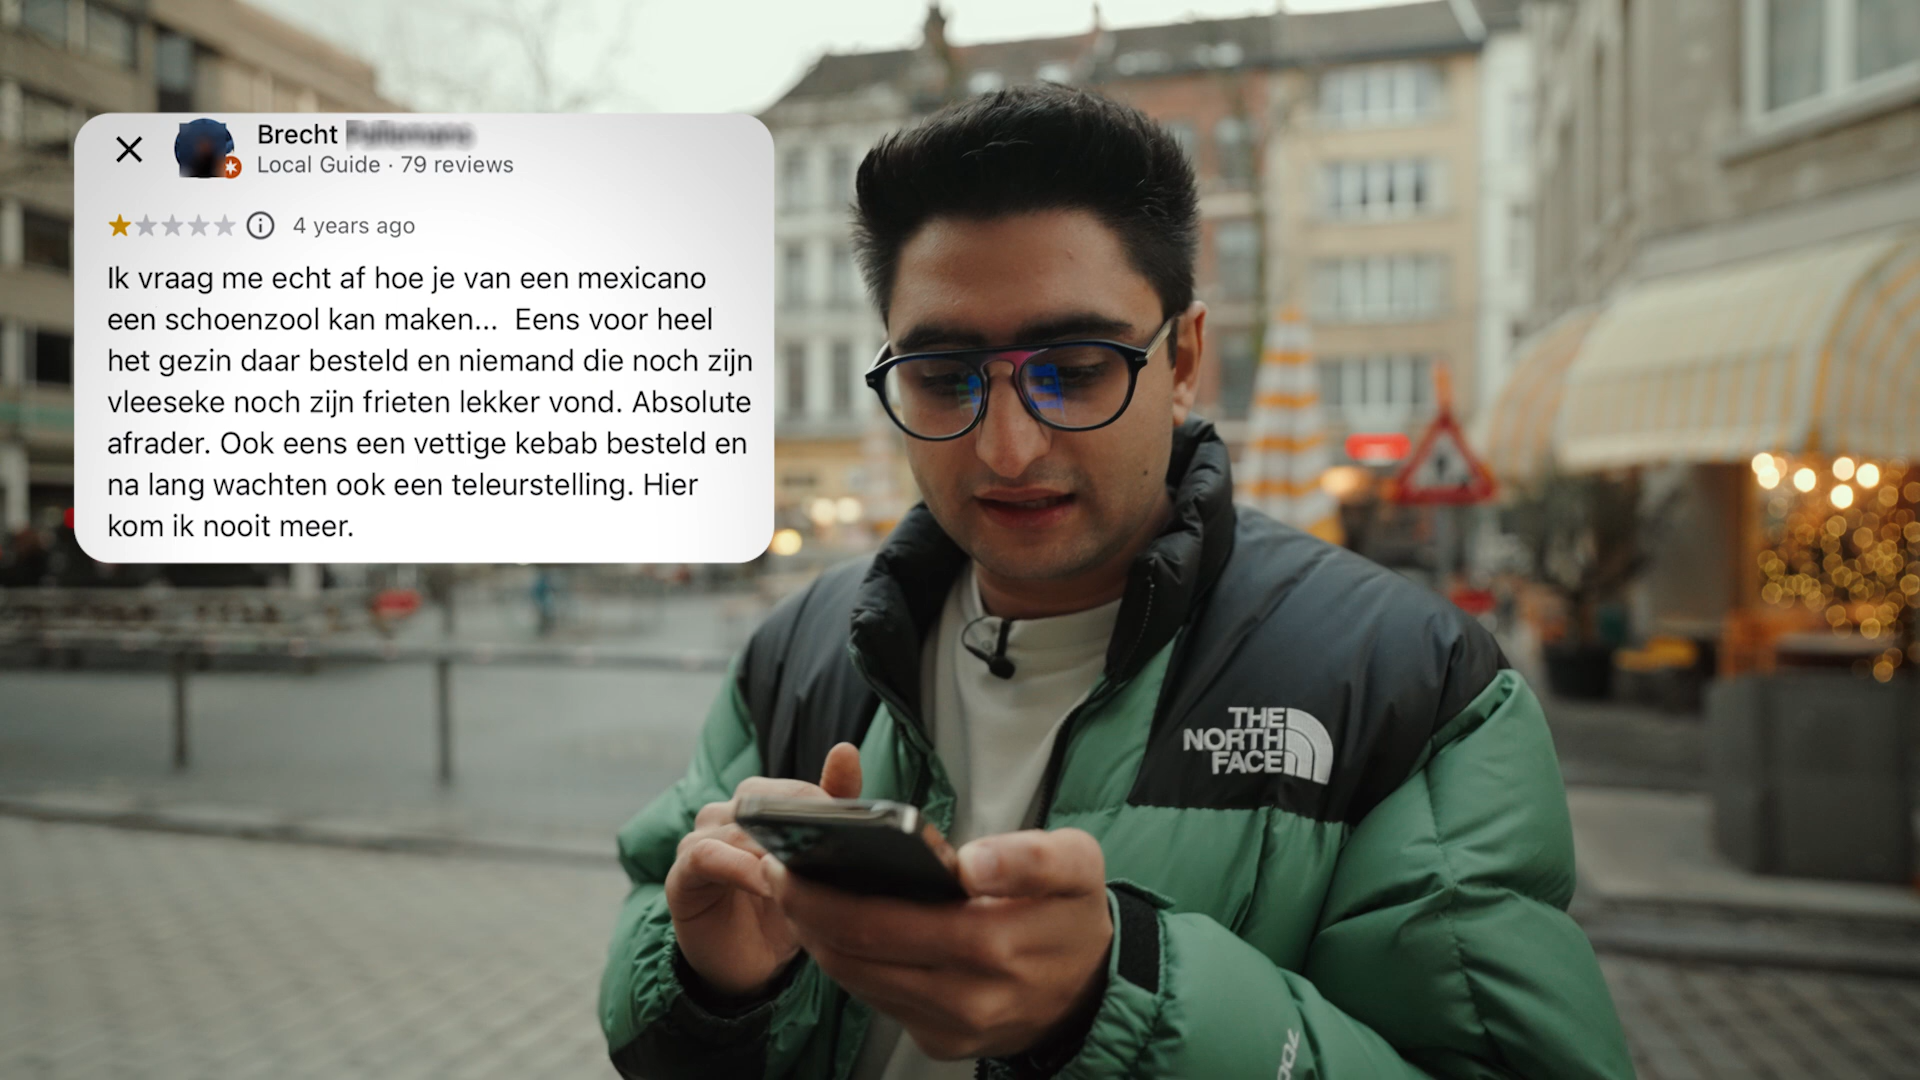 Brecht
Local Guide · 79 reviews
4 years ago
Ik vraag me echt af hoe je van een mexicano
een schoenzool kan maken... Eens voor heel
het gezin daar besteld en niemand die noch zijn
vleeseke noch zijn frieten lekker vond. Absolute
afrader. Ook eens een vettige kebab besteld en
na lang wachten ook een teleurstelling. Hier
kom ik nooit meer.
THE
NORTH
FACE